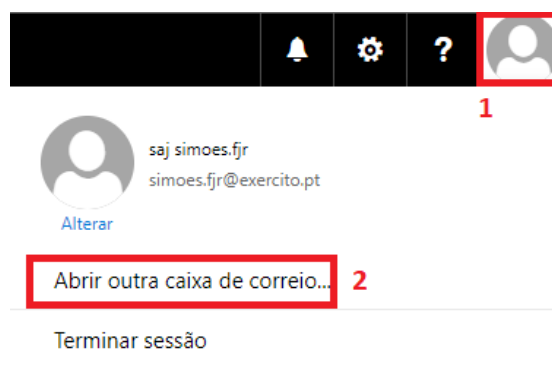 ?
1
saj simoes.fjr
simoes.fjr@exercito.pt
Alterar
Abrir outra caixa de correio... 2
Terminar sessão